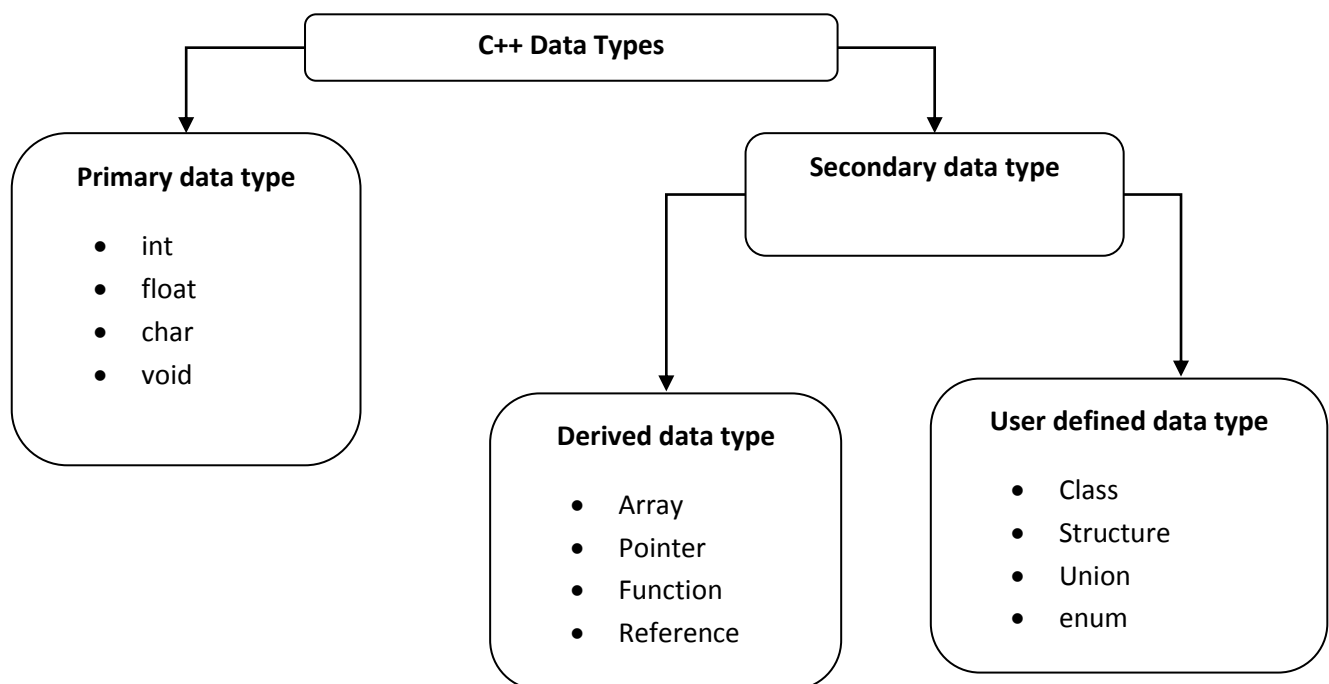 C++ Data Types
Primary data type
• int
• float
• char
• void
Secondary data type
Derived data type
• Array
• Pointer
• Function
• Reference
User defined data type
• Class
• Structure
• Union
• enum